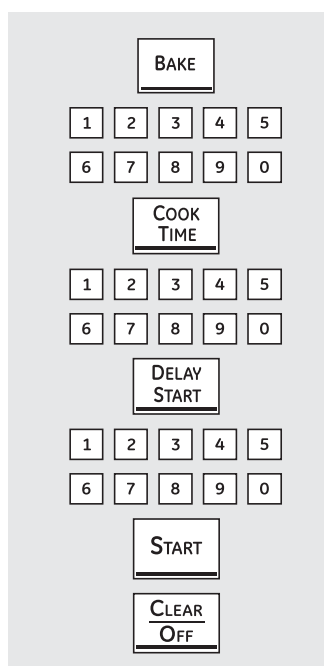 BAKE
1 2 3 4 5
6 7 8 9 0
COOK
TIME
1 2 3 4 5
6 7 8 9 0
DELAY
START
1 2 3 4 5
6 7 8 9 0
START
CLEAR
OFF